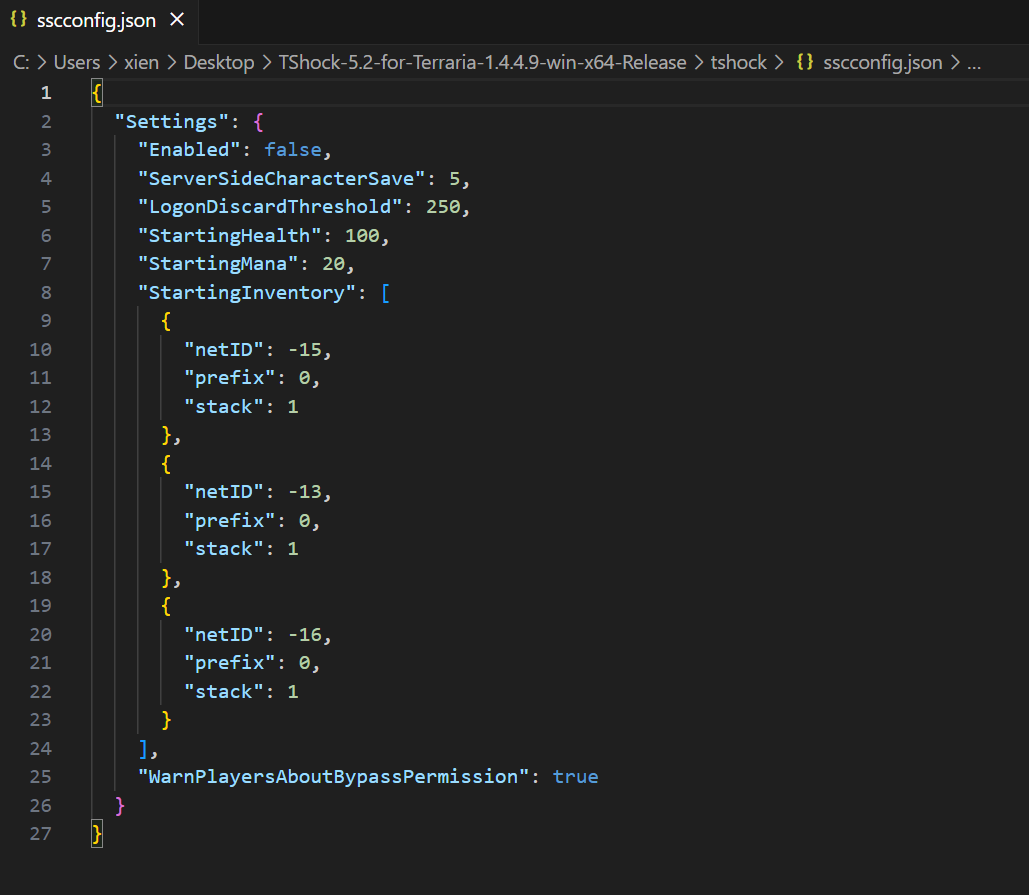 {} sscconfig.json ✕
C: > Users > xien > Desktop > TShock-5.2-for-Terraria-1.4.4.9-win-x64-Release > tshock > {} sscconfig.json > ...
1 {
2   "Settings": {
3     "Enabled": false,
4     "ServerSideCharacterSave": 5,
5     "LogonDiscardThreshold": 250,
6     "StartingHealth": 100,
7     "StartingMana": 20,
8     "StartingInventory": [
9       {
10         "netID": -15,
11         "prefix": 0,
12         "stack": 1
13       },
14       {
15         "netID": -13,
16         "prefix": 0,
17         "stack": 1
18       },
19       {
20         "netID": -16,
21         "prefix": 0,
22         "stack": 1
23       }
24     ],
25     "WarnPlayersAboutBypassPermission": true
26   }
27 }